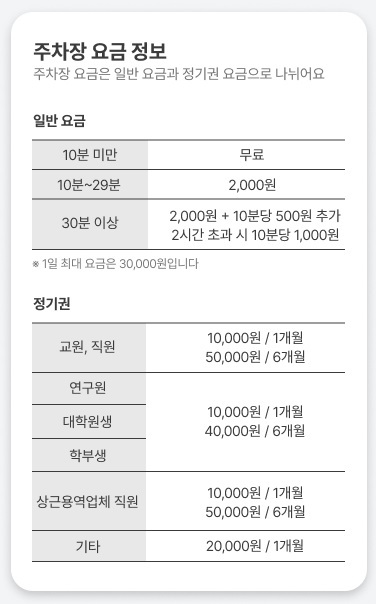 주차장 요금 정보
주차장 요금은 일반 요금과 정기권 요금으로 나뉘어요
일반 요금
10분 미만 무료
10분~29분 2,000원
30분 이상 2,000원 + 10분당 500원 추가
2시간 초과 시 10분당 1,000원
※ 1일 최대 요금은 30,000원입니다
정기권
교원, 직원 10,000원 / 1개월
50,000원 / 6개월
연구원
대학원생 10,000원 / 1개월
40,000원 / 6개월
학부생
상근용역업체 직원 10,000원 / 1개월
50,000원 / 6개월
기타 20,000원 / 1개월